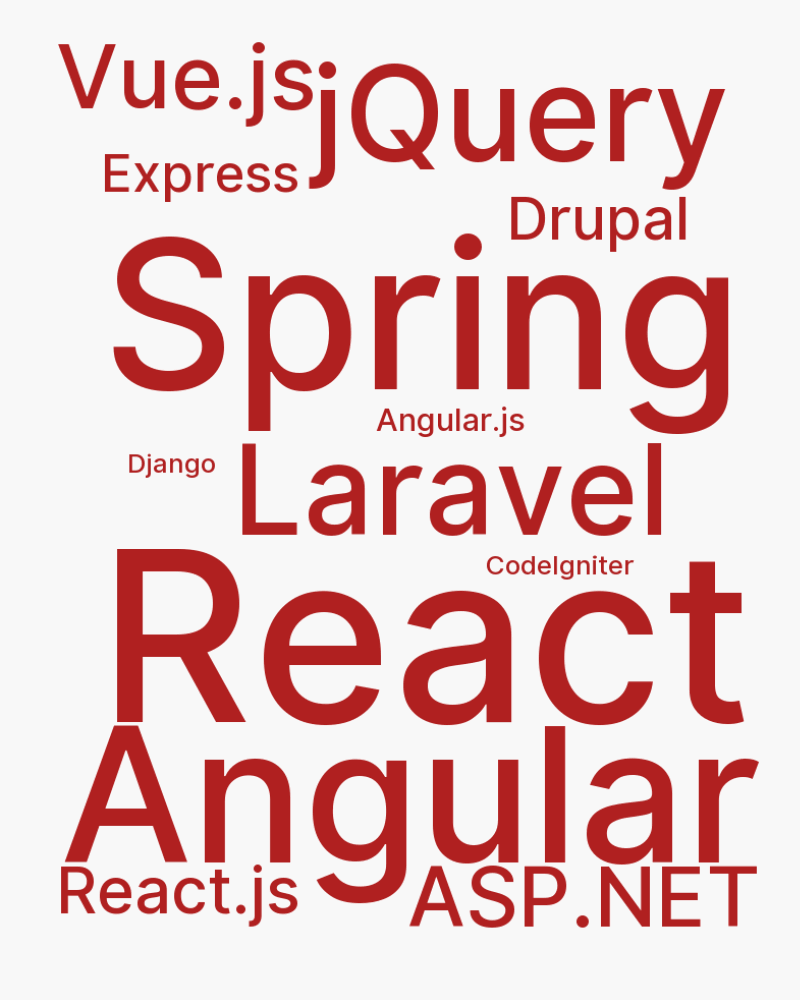 Vue.js
jQuery
Express
Drupal
Spring
Angular.js
Django
Laravel
CodeIgniter
React
Angular
React.js
ASP.NET